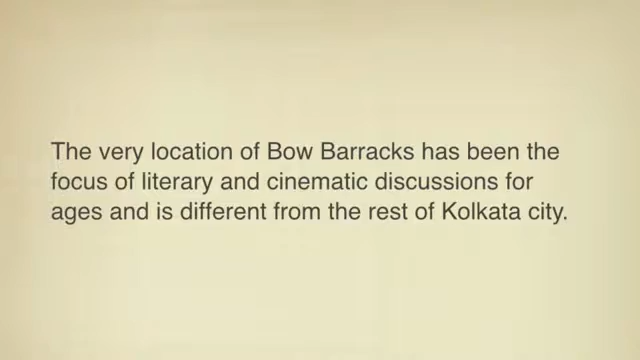 The very location of Bow Barracks has been the
focus of literary and cinematic discussions for
ages and is different from the rest of Kolkata city.